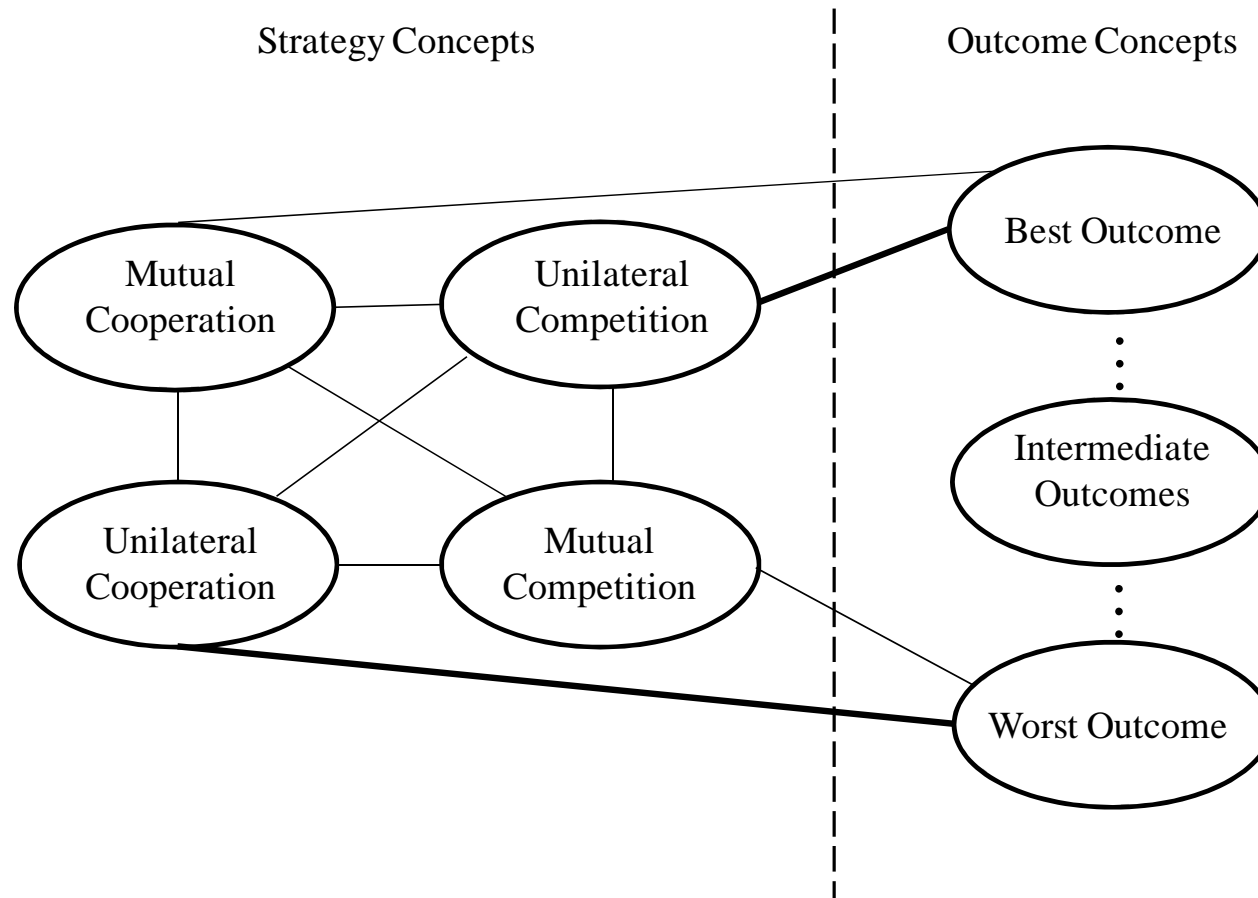 Strategy Concepts
Outcome Concepts
Mutual
Cooperation
Unilateral
Competition
Best Outcome
Intermediate
Outcomes
Unilateral
Cooperation
Mutual
Competition
Worst Outcome